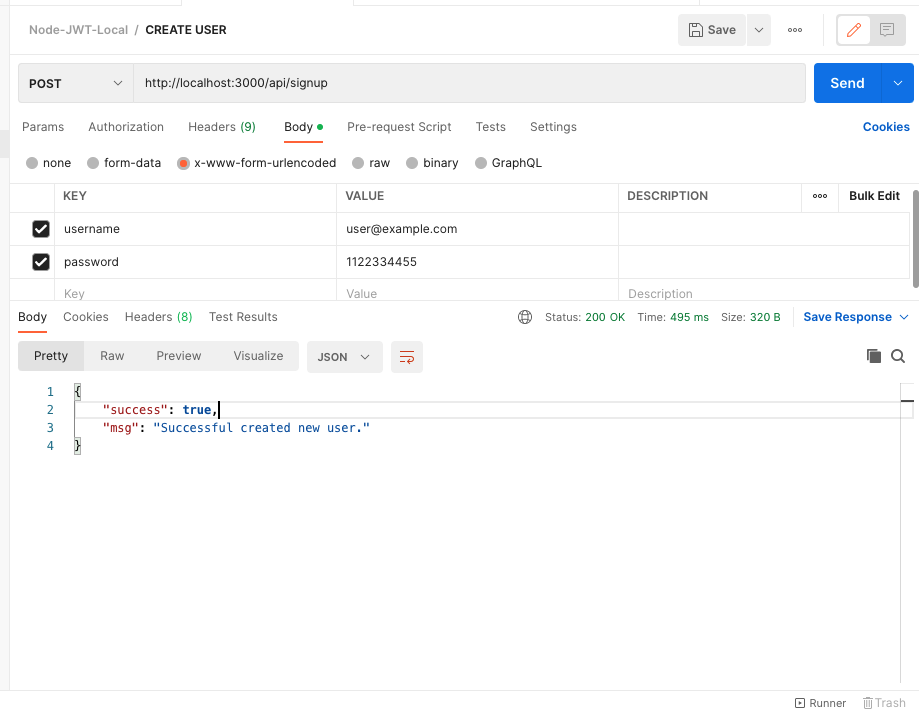 Node-JWT-Local / CREATE USER
Save
POST http://localhost:3000/api/signup Send
Params Authorization Headers (9) Body Pre-request Script Tests Settings Cookies
none form-data x-www-form-urlencoded raw binary GraphQL
KEY VALUE DESCRIPTION Bulk Edit
username user@example.com
password 1122334455
Key Value Description
Body Cookies Headers (8) Test Results Status: 200 OK Time: 495 ms Size: 320 B Save Response
Pretty Raw Preview Visualize JSON
1 {
2 "success": true,
3 "msg": "Successful created new user."
4 }
Runner Trash